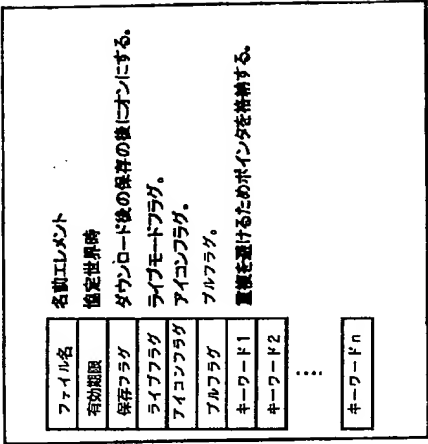 ファイル名 名前エレメント
有効期限 協定世界時
保存フラグ ダウンロード後の保存の後にオンにする。
ライブフラグ ライブモードフラグ。
アイコンフラグ アイコンフラグ。
プルフラグ プルフラグ。
キーワード1 重複を避けるためポインタを格納する。
キーワード2
……
キーワードn